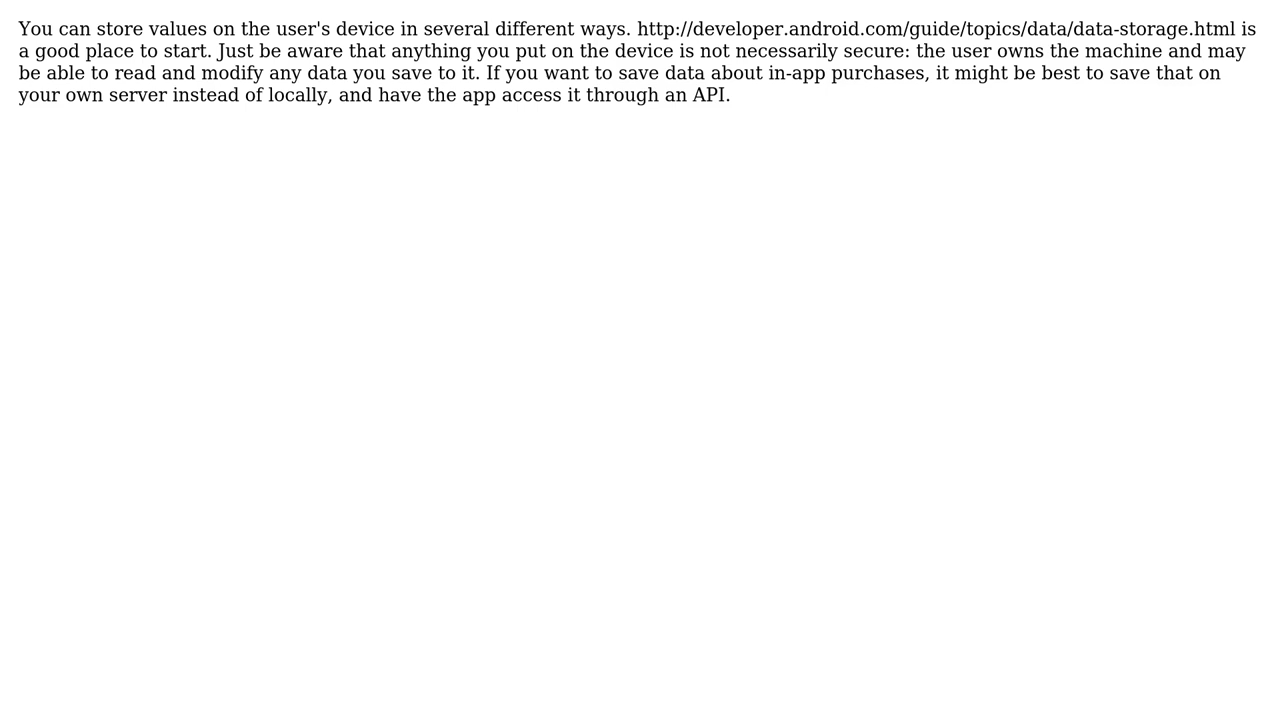 You can store values on the user's device in several different ways. http://developer.android.com/guide/topics/data/data-storage.html is
a good place to start. Just be aware that anything you put on the device is not necessarily secure: the user owns the machine and may
be able to read and modify any data you save to it. If you want to save data about in-app purchases, it might be best to save that on
your own server instead of locally, and have the app access it through an API.